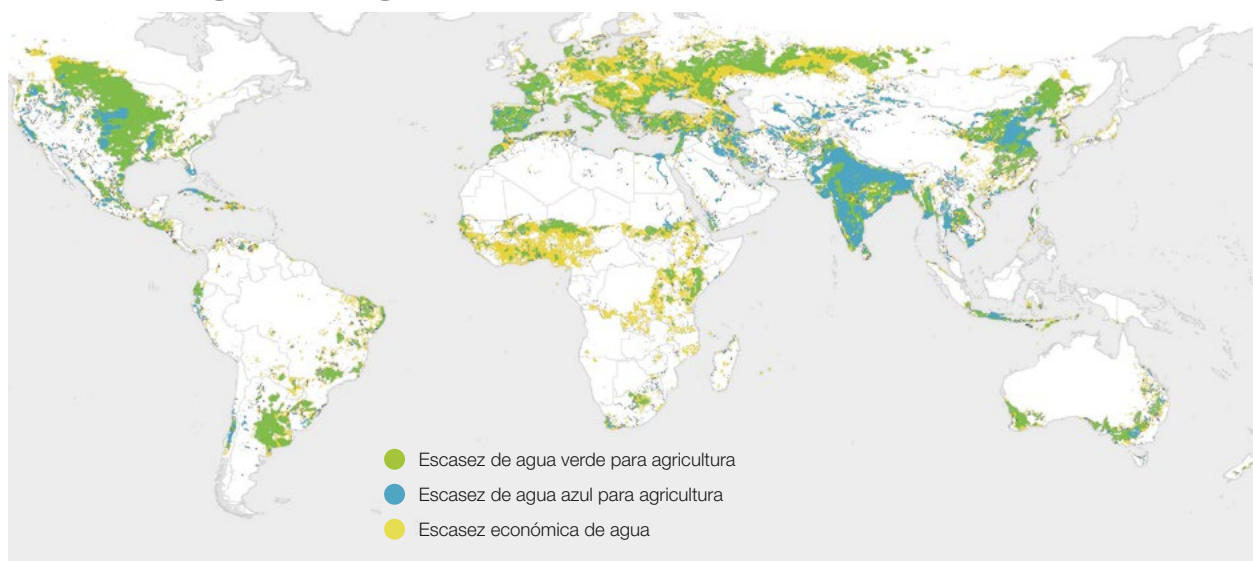 Escasez de agua verde para agricultura
Escasez de agua azul para agricultura
Escasez económica de agua